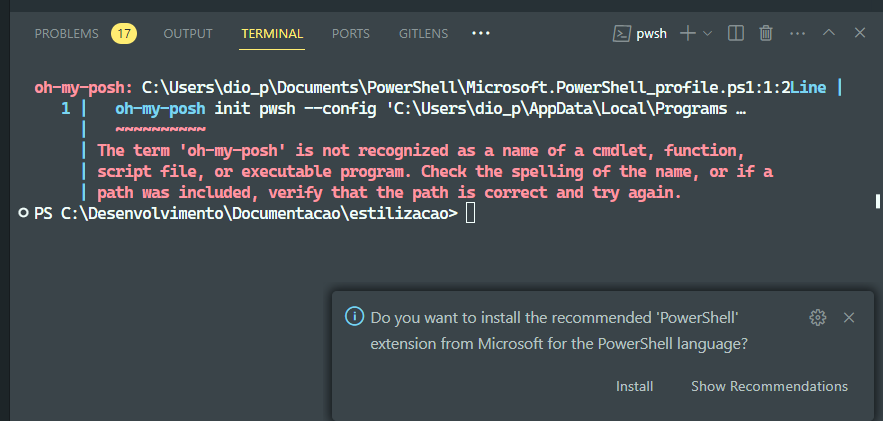 PROBLEMS 17 OUTPUT TERMINAL PORTS GITLENS ••• pwsh
oh-my-posh: C:\Users\dio_p\Documents\PowerShell\Microsoft.PowerShell_profile.ps1:1:2Line |
1 | oh-my-posh init pwsh --config 'C:\Users\dio_p\AppData\Local\Programs …
| ~~~~~~~~~~
| The term 'oh-my-posh' is not recognized as a name of a cmdlet, function,
| script file, or executable program. Check the spelling of the name, or if a
| path was included, verify that the path is correct and try again.
PS C:\Desenvolvimento\Documentacao\estilizacao>
Do you want to install the recommended 'PowerShell'
extension from Microsoft for the PowerShell language?
Install Show Recommendations